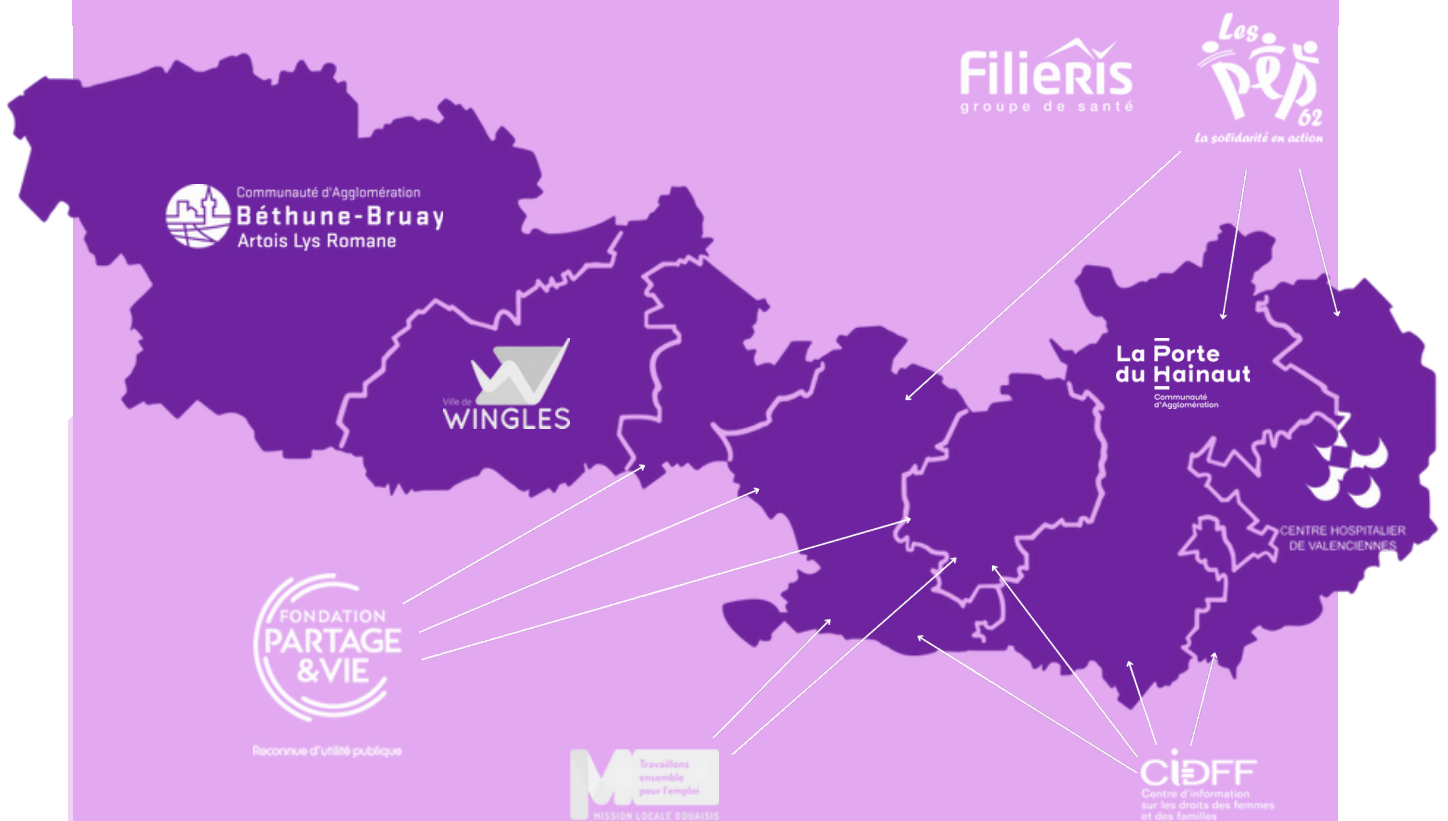 Filieris
groupe de santé
Les
pep
62
La solidarité en action
Communauté d'Agglomération
Béthune-Bruay
Artois Lys Romane
Ville de
WINGLES
La Porte
du Hainaut
Communauté
d'Agglomération
CENTRE HOSPITALIER
DE VALENCIENNES
FONDATION
PARTAGE
&VIE
Reconnue d'utilité publique
Travaillons
ensemble
pour l'emploi
MISSION LOCALE DOUAISIS
CiDFF
Centre d'information
sur les droits des femmes
et des familles